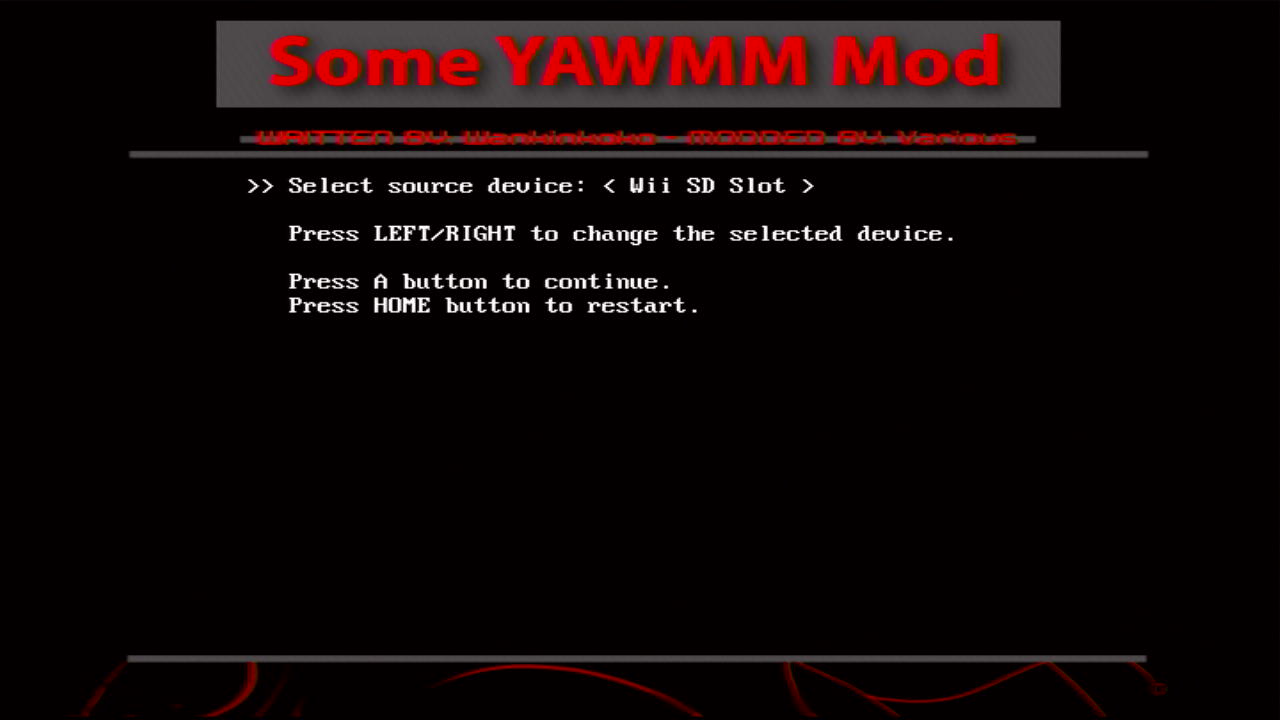 Some YAWMM Mod
WRITTEN BY: Wankinkoko - MODDED BY: Various
>> Select source device: < Wii SD Slot >
Press LEFT/RIGHT to change the selected device.
Press A button to continue.
Press HOME button to restart.